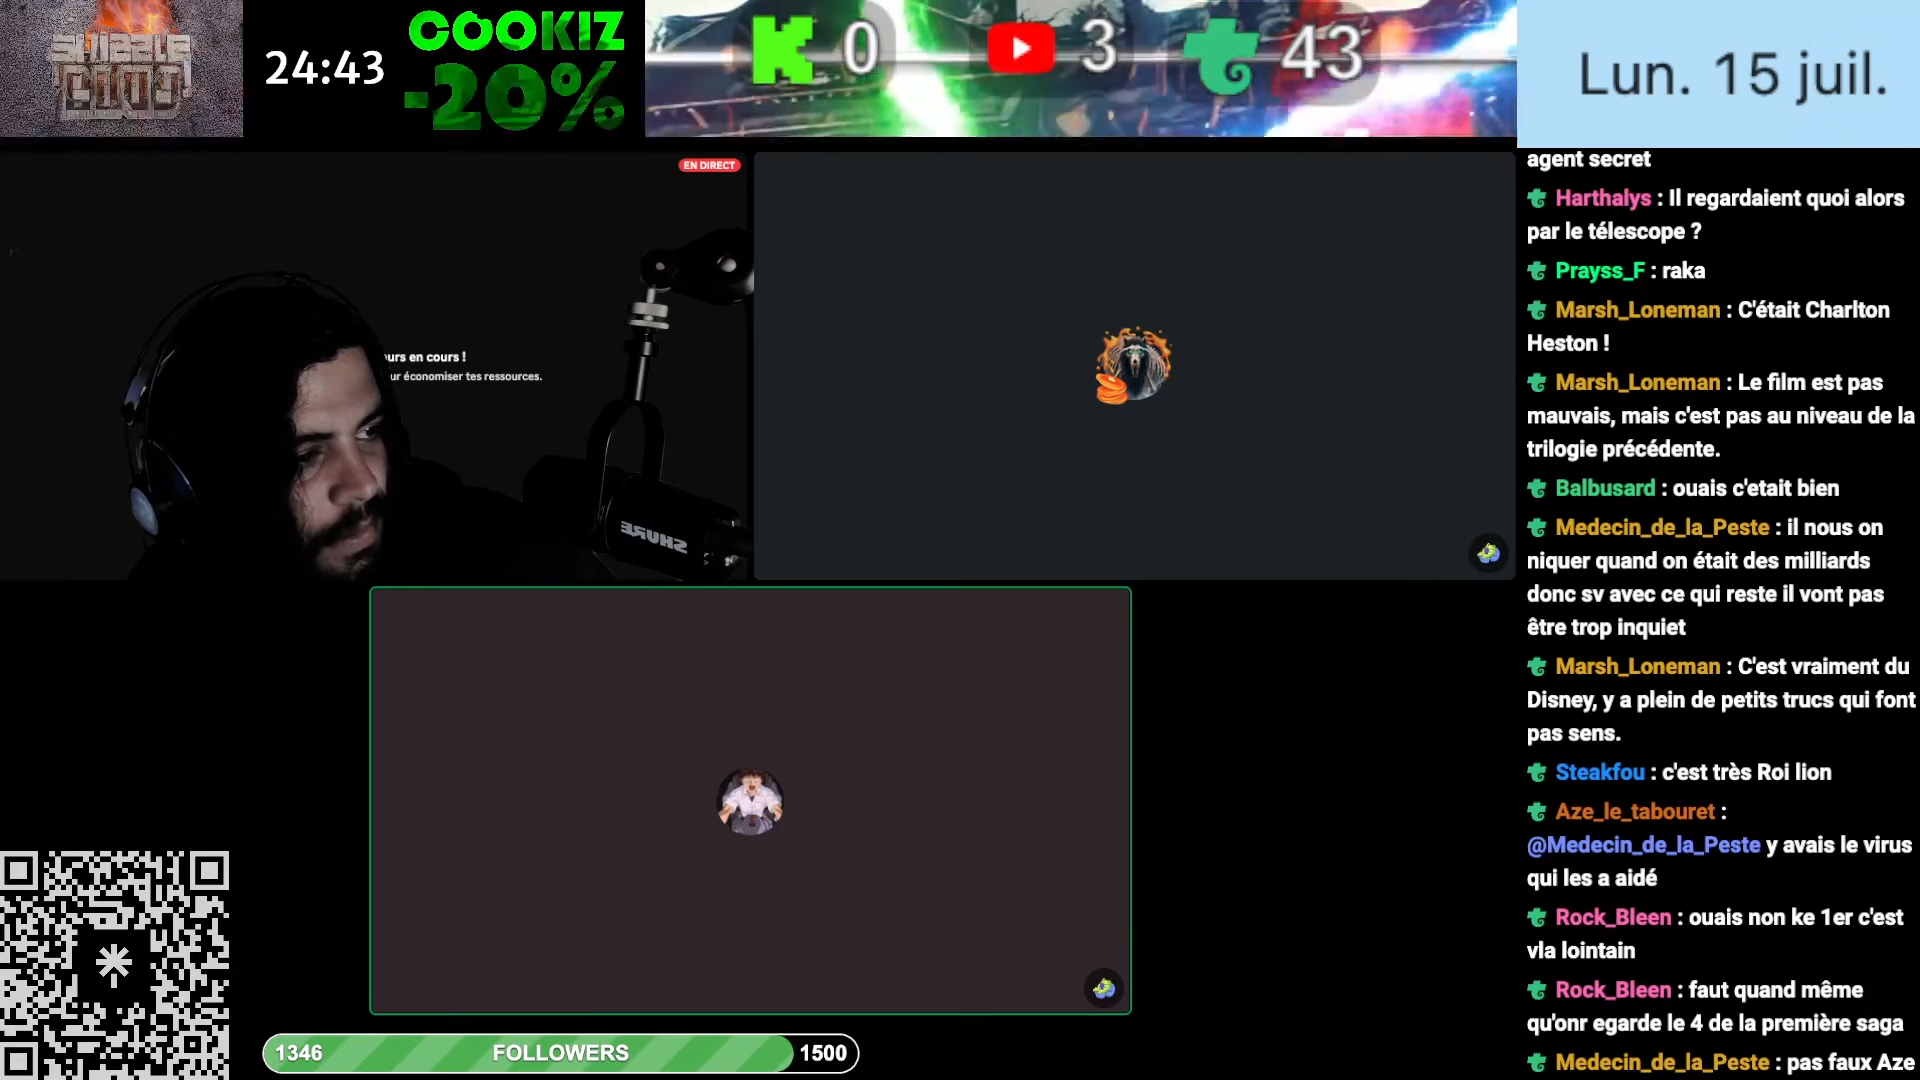 SHIZZLE
24:43
COOKIZ
-20%
0
3
43
Lun. 15 juil.
EN DIRECT
urs en cours !
ur économiser tes ressources.
SHURE
agent secret
Harthalys : Il regardaient quoi alors
par le télescope ?
Prayss_F : raka
Marsh_Loneman : C'était Charlton
Heston !
Marsh_Loneman : Le film est pas
mauvais, mais c'est pas au niveau de la
trilogie précédente.
Balbusard : ouais c'etait bien
Medecin_de_la_Peste : il nous on
niquer quand on était des milliards
donc sv avec ce qui reste il vont pas
être trop inquiet
Marsh_Loneman : C'est vraiment du
Disney, y a plein de petits trucs qui font
pas sens.
Steakfou : c'est très Roi lion
Aze_le_tabouret :
@Medecin_de_la_Peste y avais le virus
qui les a aidé
Rock_Bleen : ouais non ke 1er c'est
vla lointain
Rock_Bleen : faut quand même
qu'onr egarde le 4 de la première saga
Medecin_de_la_Peste : pas faux Aze
1346 FOLLOWERS 1500